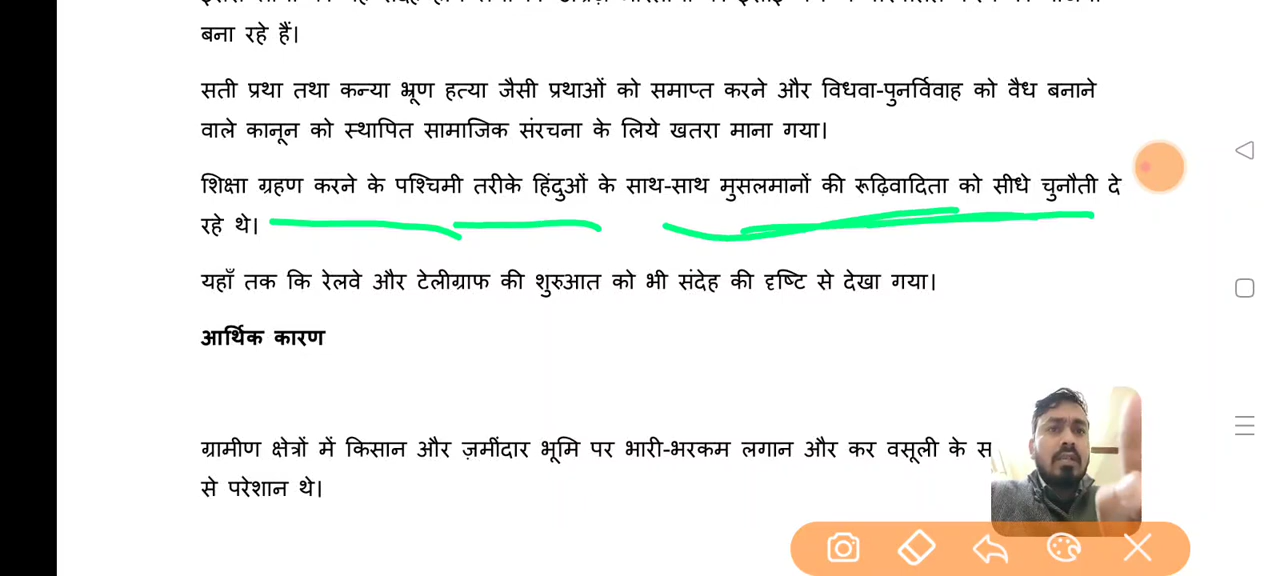 बना रहे हैं।
सती प्रथा तथा कन्या भ्रूण हत्या जैसी प्रथाओं को समाप्त करने और विधवा-पुनर्विवाह को वैध बनाने
वाले कानून को स्थापित सामाजिक संरचना के लिये खतरा माना गया।
शिक्षा ग्रहण करने के पश्चिमी तरीके हिंदुओं के साथ-साथ मुसलमानों की रूढ़िवादिता को सीधे चुनौती दे
रहे थे।
यहाँ तक कि रेलवे और टेलीग्राफ की शुरुआत को भी संदेह की दृष्टि से देखा गया।
आर्थिक कारण
ग्रामीण क्षेत्रों में किसान और ज़मींदार भूमि पर भारी-भरकम लगान और कर वसूली के
से परेशान थे।